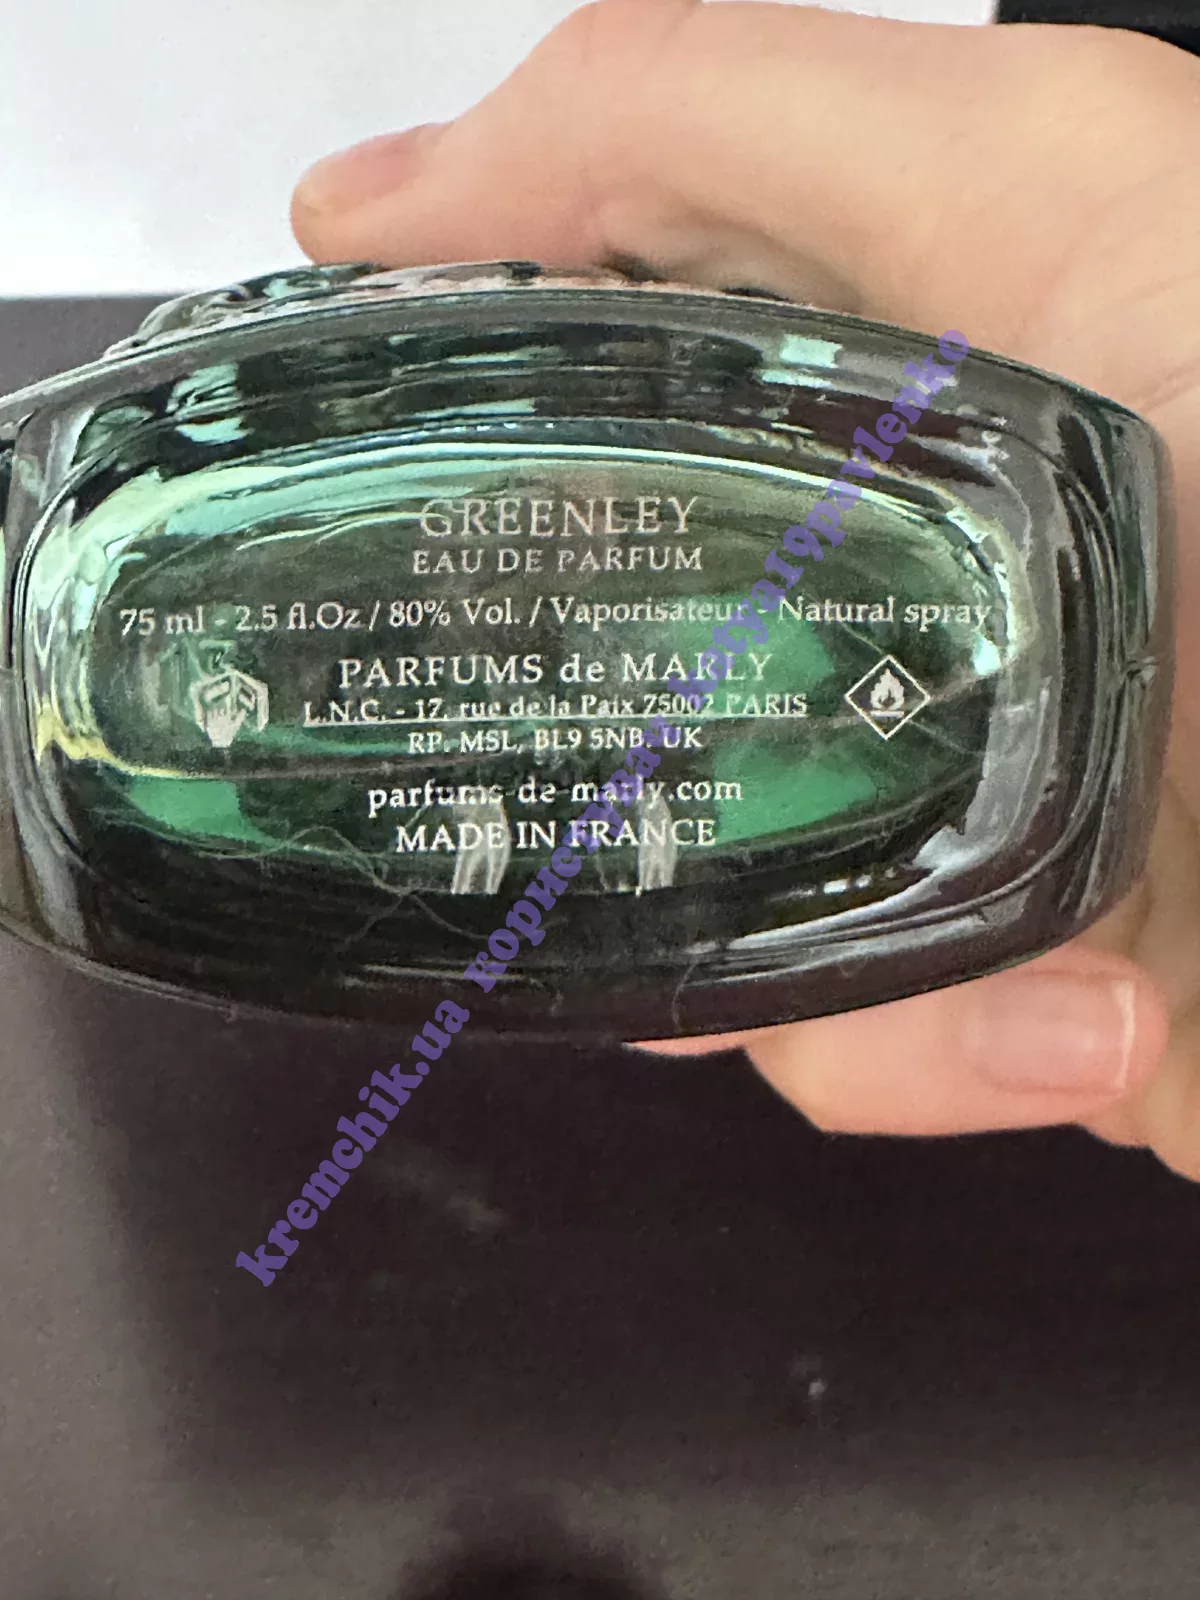 GREENLEY
EAU DE PARFUM
75 ml - 2.5 fl.Oz / 80% Vol. / Vaporisateur - Natural spray
PARFUMS de MARLY
L.N.C. - 17, rue de la Paix 75002 PARIS
RP. MSL, BL9 5NB. UK
parfums-de-marly.com
MADE IN FRANCE
kremchik.ua користувач katya19pavlenko